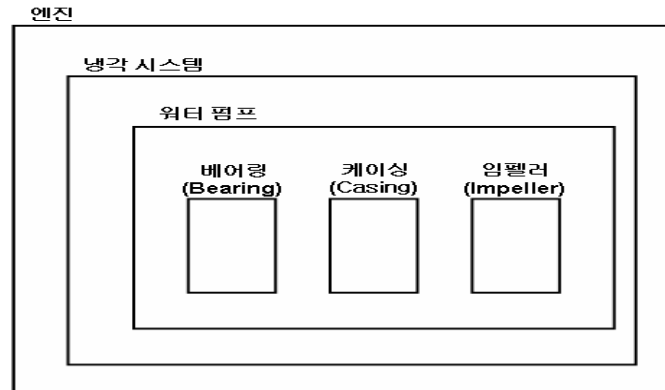 엔진
냉각 시스템
워터 펌프
베어링 케이싱 임펠러
(Bearing) (Casing) (Impeller)